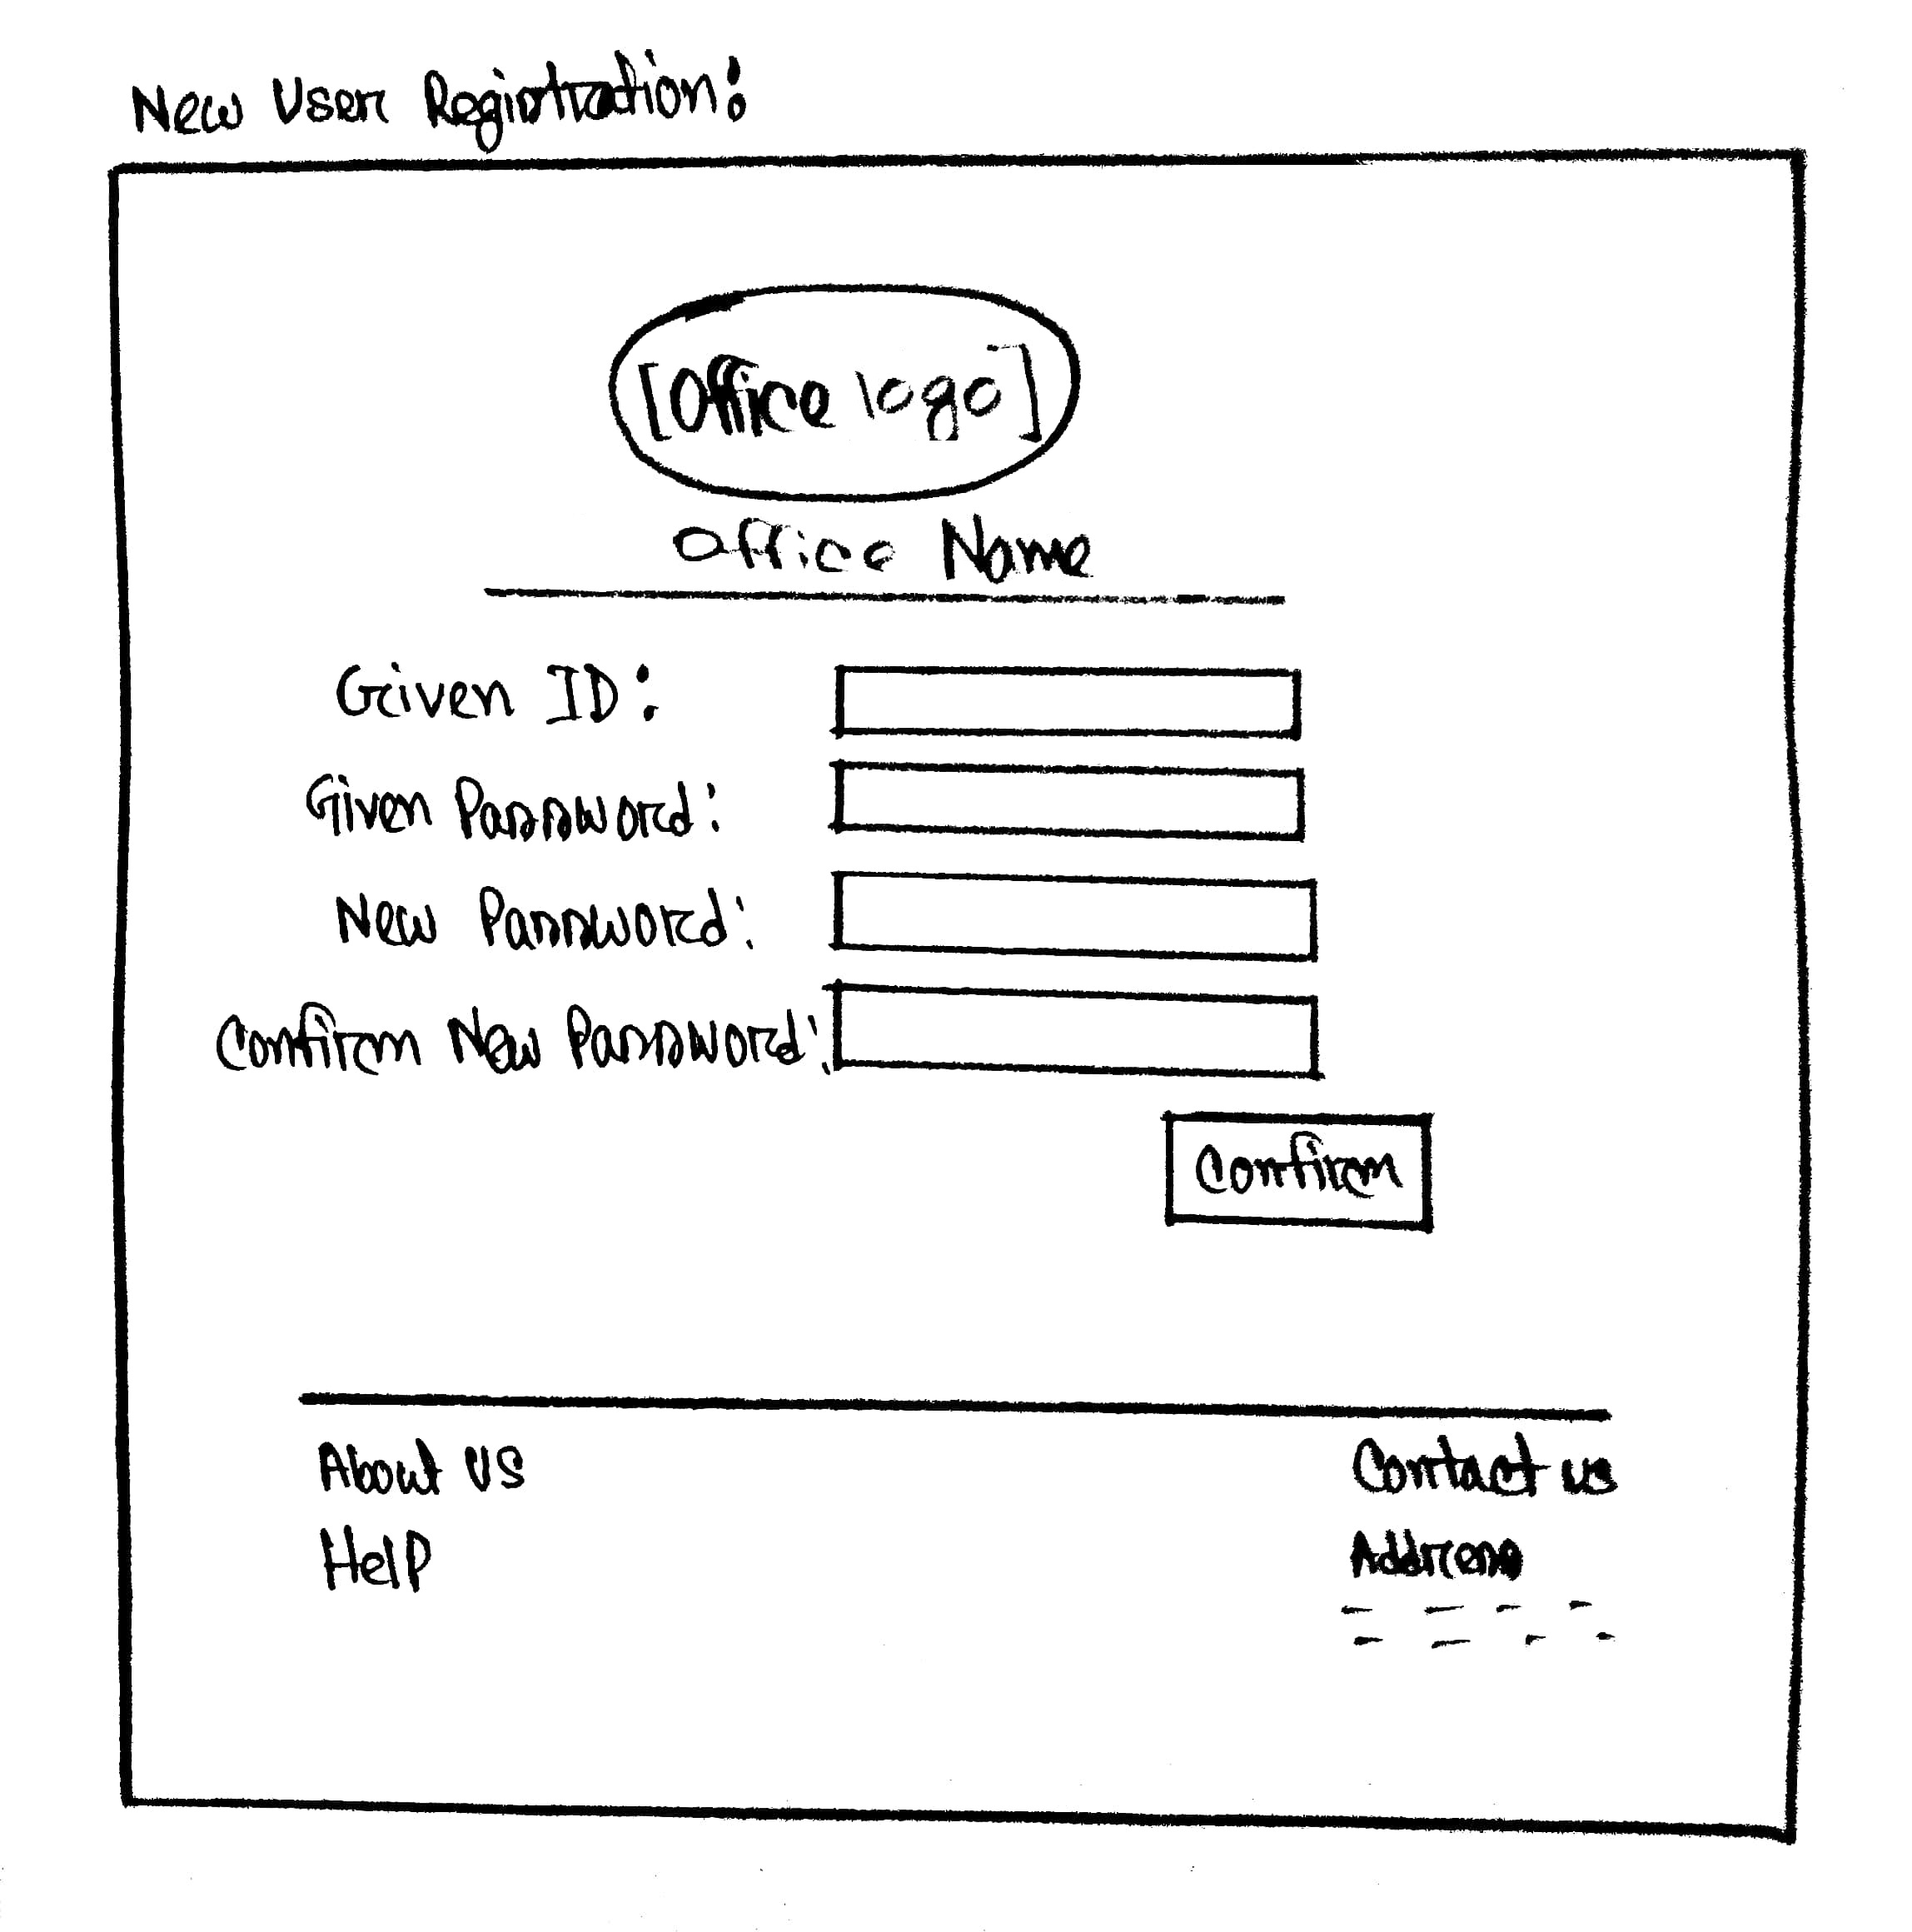 New User Registration:
[Office logo]
Office Name
Given ID:
Given Password:
New Password:
Confirm New Password:
Confirm
About US
Contact us
Help
Address